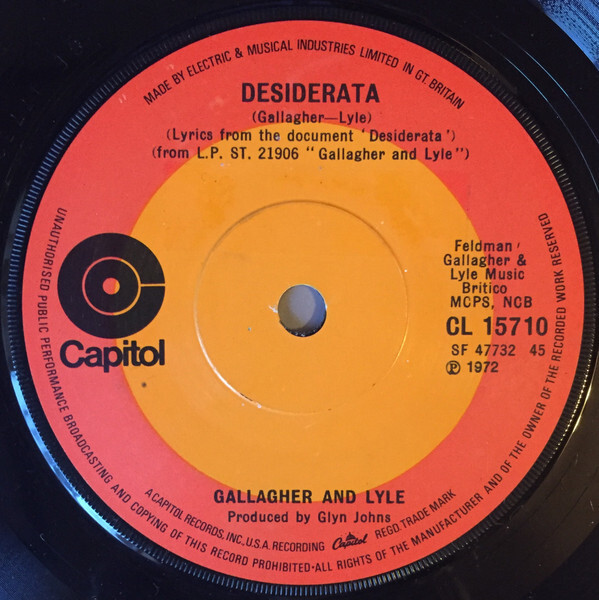 MADE BY ELECTRIC & MUSICAL INDUSTRIES LIMITED IN GT. BRITAIN
DESIDERATA
(Gallagher—Lyle)
(Lyrics from the document 'Desiderata')
(from L.P. ST. 21906 "Gallagher and Lyle")
Capitol
Feldman/
Gallagher &
Lyle Music
Britico
MCPS, NCB
CL 15710
SF 47732 45
Ⓟ 1972
GALLAGHER AND LYLE
Produced by Glyn Johns
A CAPITOL RECORDS, INC., U.S.A. RECORDING Capitol REGD. TRADE MARK
UNAUTHORISED PUBLIC PERFORMANCE BROADCASTING AND COPYING OF THIS RECORD PROHIBITED-ALL RIGHTS OF THE MANUFACTURER AND OF THE OWNER OF THE RECORDED WORK RESERVED